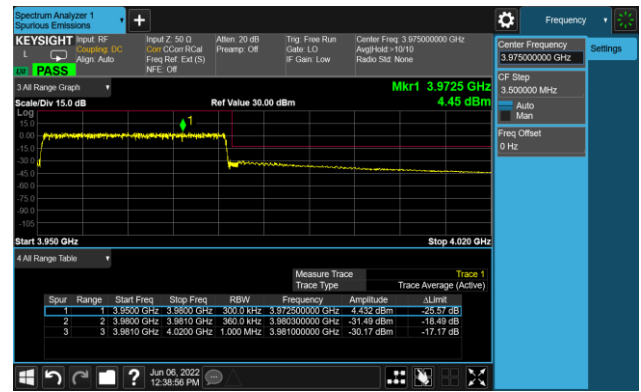 Spectrum Analyzer 1
Spurious Emissions
Frequency
KEYSIGHT
Input: RF
Coupling: DC
Align: Auto
Input Z: 50 Ω
Corr CCorr RCal
Freq Ref: Ext (S)
NFE: Off
Atten: 20 dB
Preamp: Off
Trig: Free Run
Gate: LO
IF Gain: Low
Center Freq: 3.975000000 GHz
Avg|Hold:>10/10
Radio Std: None
L
PASS
Center Frequency
3.975000000 GHz
Settings
CF Step
3.500000 MHz
Auto
Man
Freq Offset
0 Hz
3 All Range Graph
Mkr1 3.9725 GHz
Scale/Div 15.0 dB
Ref Value 30.00 dBm
4.45 dBm
Log
15.0
0.00
-15.0
-30.0
-45.0
-60.0
-75.0
-90.0
-105
1
Start 3.950 GHz
Stop 4.020 GHz
4 All Range Table
Measure Trace Trace 1
Trace Type Trace Average (Active)
Spur Range Start Freq Stop Freq RBW Frequency Amplitude ΔLimit
1 1 3.9500 GHz 3.9800 GHz 300.0 kHz 3.972500000 GHz 4.432 dBm -25.57 dB
2 2 3.9800 GHz 3.9810 GHz 360.0 kHz 3.980300000 GHz -31.49 dBm -18.49 dB
3 3 3.9810 GHz 4.0200 GHz 1.000 MHz 3.981000000 GHz -30.17 dBm -17.17 dB
?
Jun 06, 2022
12:38:56 PM